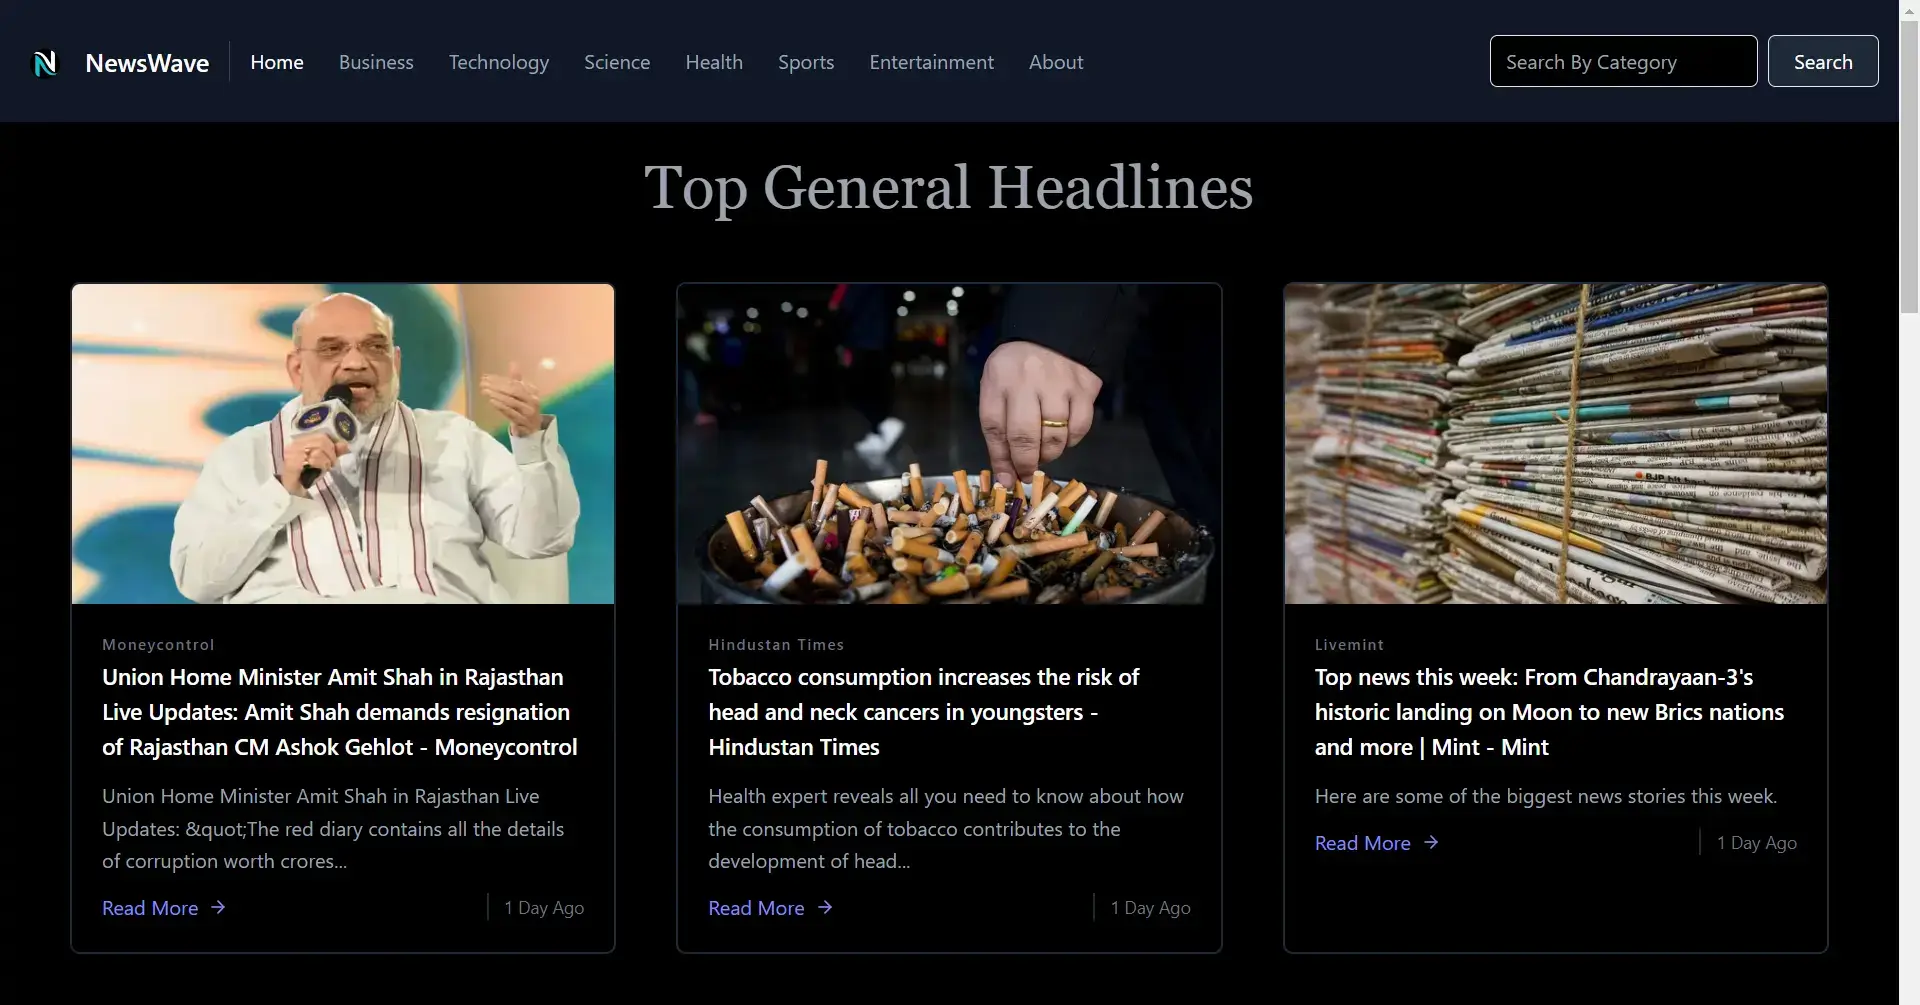 NewsWave
Home
Business
Technology
Science
Health
Sports
Entertainment
About
Search By Category
Search
Top General Headlines
Moneycontrol
Union Home Minister Amit Shah in Rajasthan
Live Updates: Amit Shah demands resignation
of Rajasthan CM Ashok Gehlot - Moneycontrol
Union Home Minister Amit Shah in Rajasthan Live
Updates: &quot;The red diary contains all the details
of corruption worth crores...
Read More →
1 Day Ago
Hindustan Times
Tobacco consumption increases the risk of
head and neck cancers in youngsters -
Hindustan Times
Health expert reveals all you need to know about how
the consumption of tobacco contributes to the
development of head...
Read More →
1 Day Ago
Livemint
Top news this week: From Chandrayaan-3's
historic landing on Moon to new Brics nations
and more | Mint - Mint
Here are some of the biggest news stories this week.
Read More →
1 Day Ago